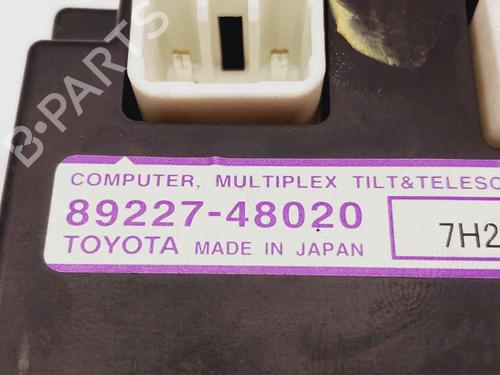 COMPUTER, MULTIPLEX TILT&TELESC
89227-48020
7H2
TOYOTA MADE IN JAPAN
B-PARTS